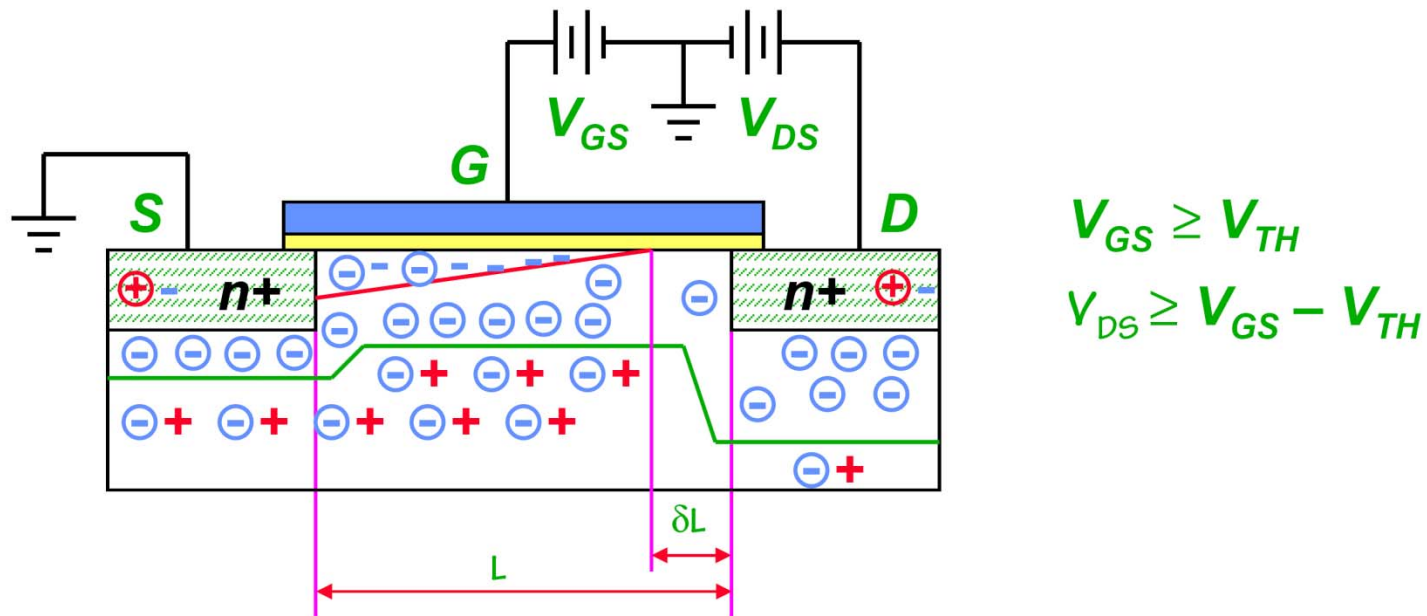 V_GS V_DS
G
S D
V_GS ≥ V_TH
n+ n+
V_DS ≥ V_GS – V_TH
δL
L